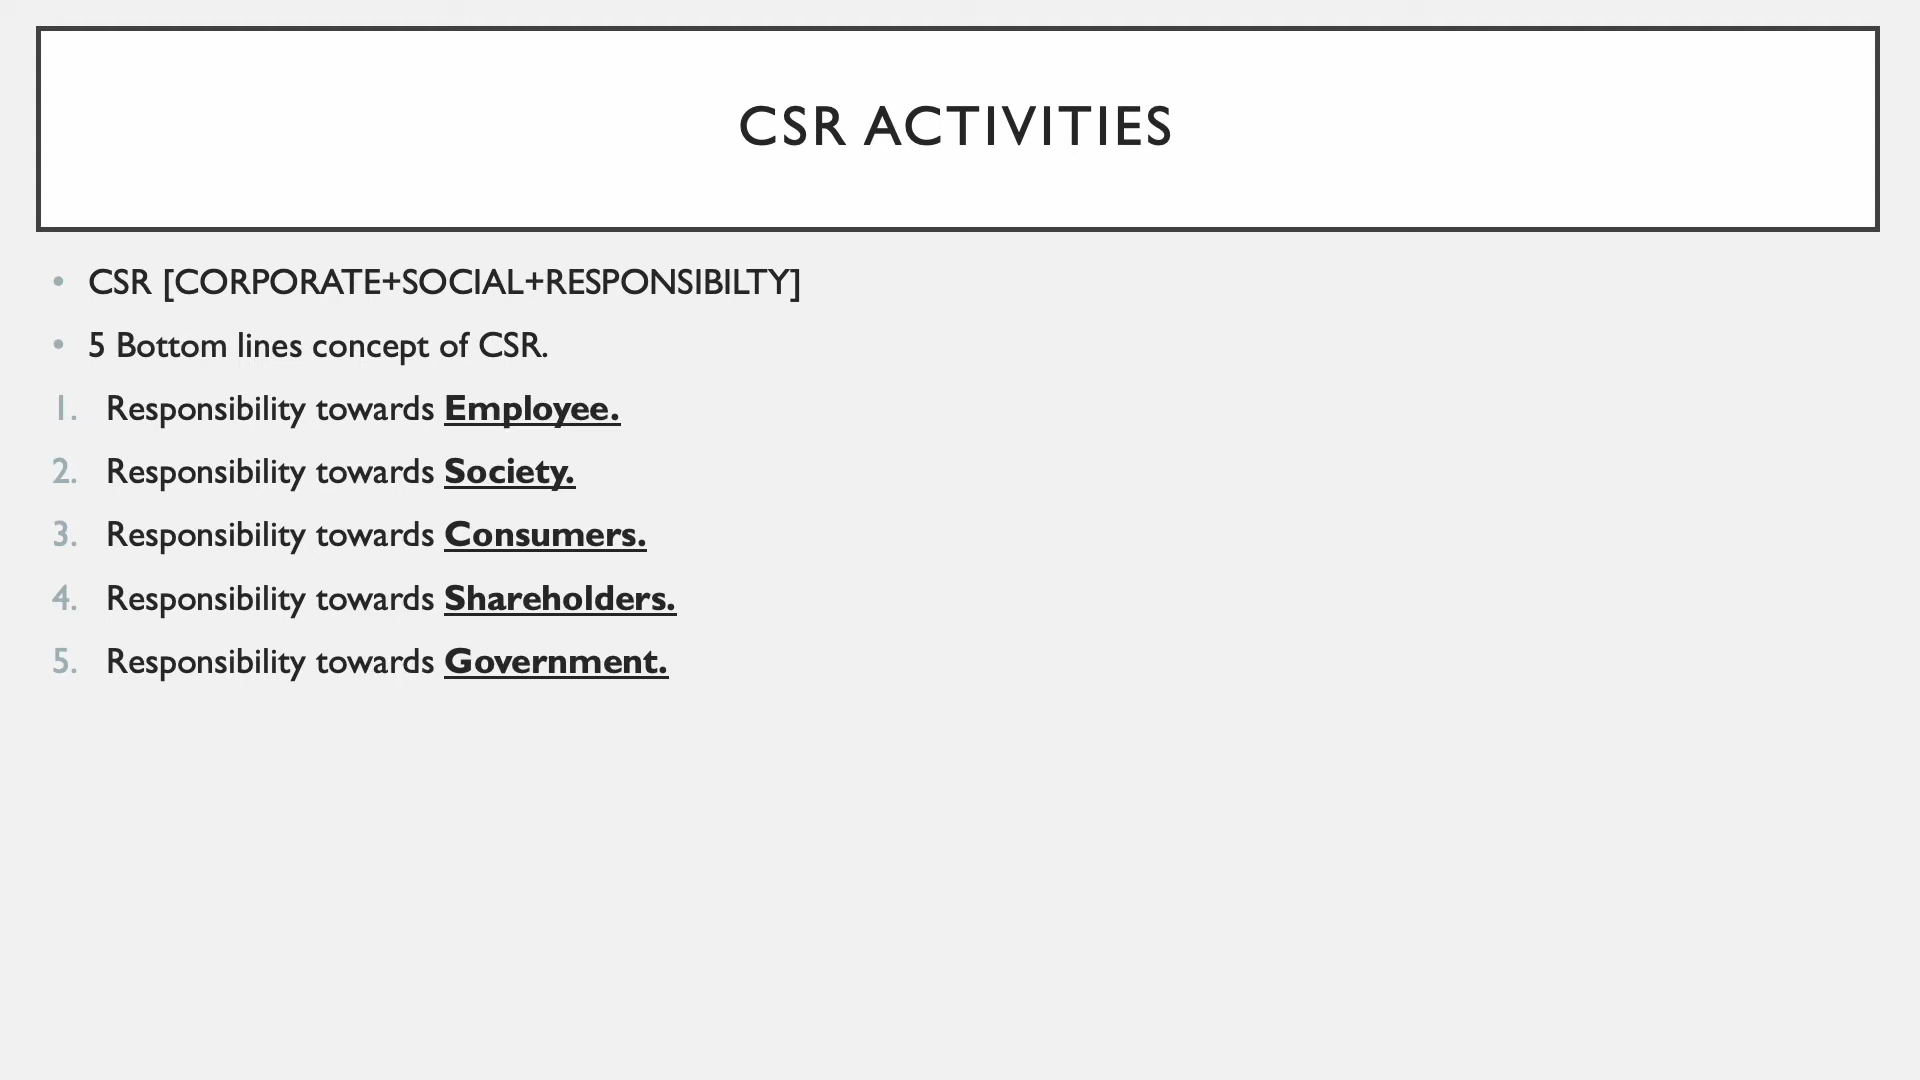 CSR ACTIVITIES
• CSR [CORPORATE+SOCIAL+RESPONSIBILTY]
• 5 Bottom lines concept of CSR.
1. Responsibility towards Employee.
2. Responsibility towards Society.
3. Responsibility towards Consumers.
4. Responsibility towards Shareholders.
5. Responsibility towards Government.